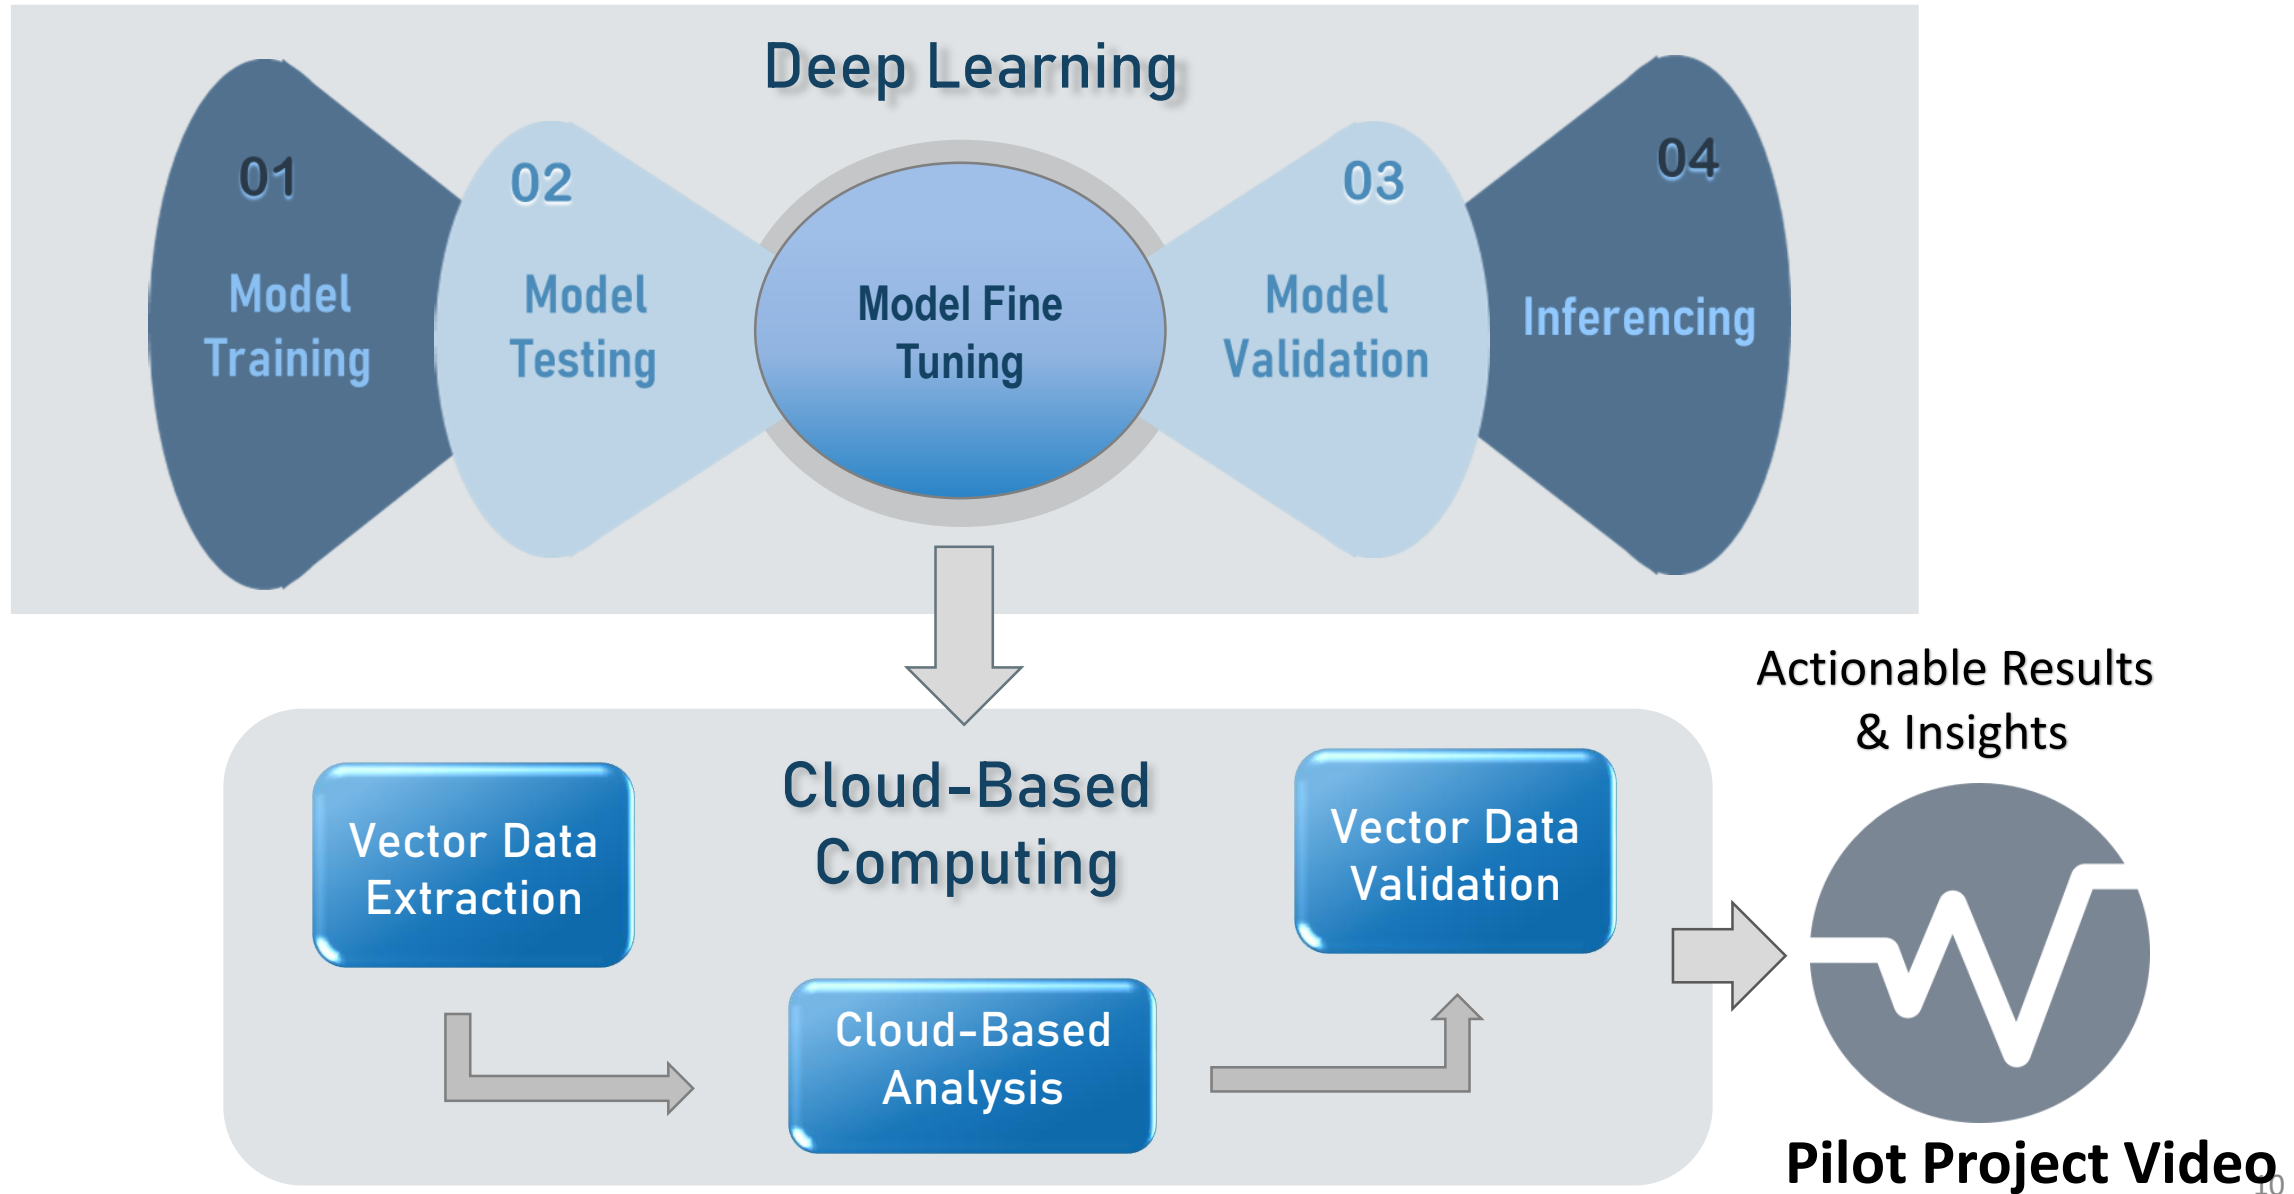 Deep Learning
01
Model
Training
02
Model
Testing
Model Fine
Tuning
03
Model
Validation
04
Inferencing
Cloud-Based
Computing
Vector Data
Extraction
Cloud-Based
Analysis
Vector Data
Validation
Actionable Results
& Insights
Pilot Project Video
10